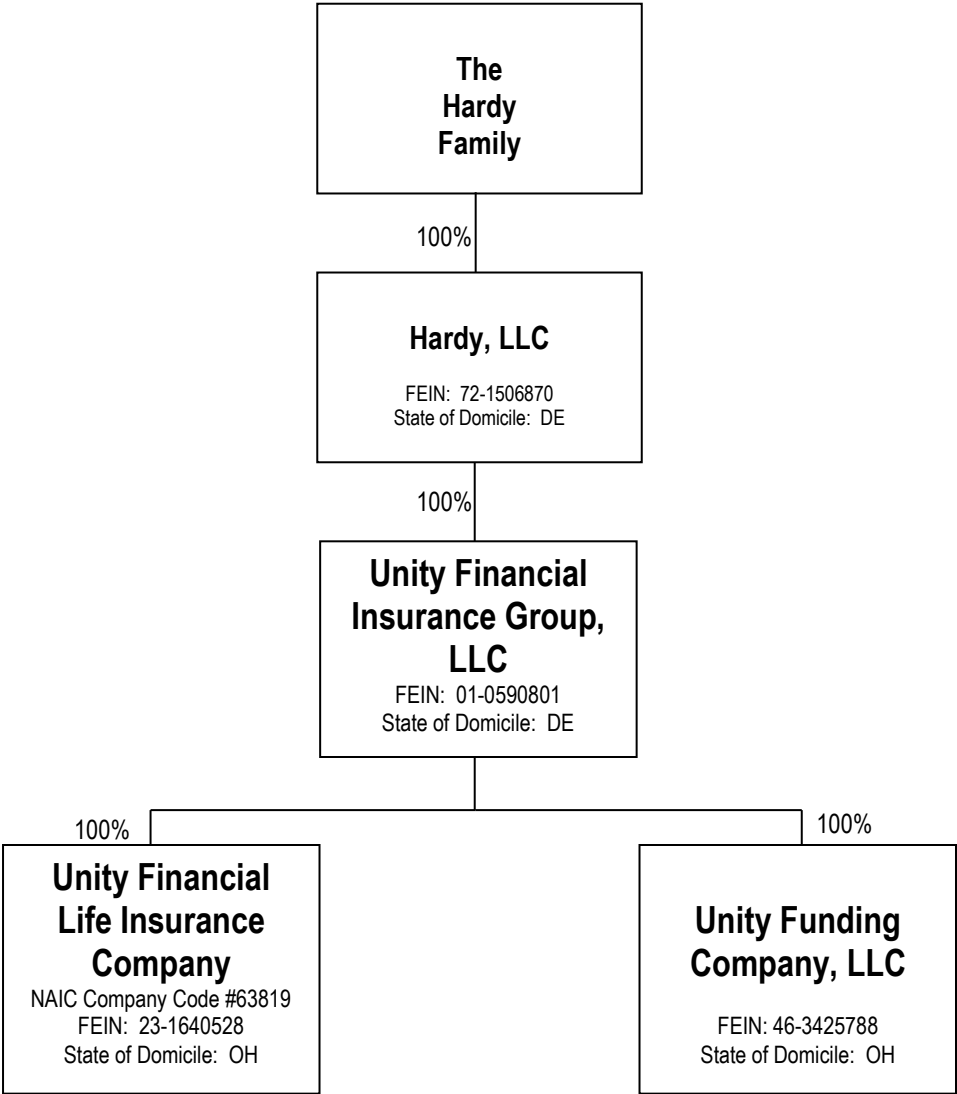 The
Hardy
Family
100%
Hardy, LLC
FEIN: 72-1506870
State of Domicile: DE
100%
Unity Financial
Insurance Group,
LLC
FEIN: 01-0590801
State of Domicile: DE
100%
100%
Unity Financial
Life Insurance
Company
NAIC Company Code #63819
FEIN: 23-1640528
State of Domicile: OH
Unity Funding
Company, LLC
FEIN: 46-3425788
State of Domicile: OH